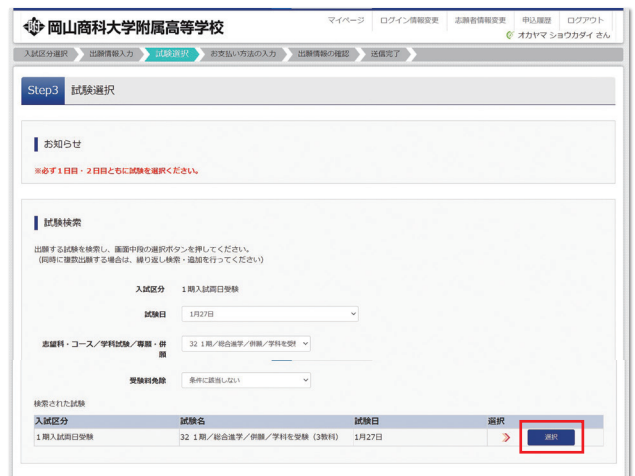 岡山商科大学附属高等学校
マイページ ログイン情報変更 志願者情報変更 申込履歴 ログアウト
オカヤマ ショウカダイ さん
入試区分選択 出願情報入力 試験選択 お支払い方法の入力 出願情報の確認 送信完了
Step3 試験選択
お知らせ
※必ず1日目・2日目ともに試験を選択ください。
試験検索
出願する試験を検索し、画面中段の選択ボタンを押してください。
(同時に複数出願する場合は、繰り返し検索・追加を行ってください)
入試区分 1期入試両日受験
試験日 1月27日
志望科・コース/学科試験/専願・併願 32 1期/総合進学/併願/学科を受験
受験料免除 条件に該当しない
検索された試験
入試区分 試験名 試験日 選択
1期入試両日受験 32 1期/総合進学/併願/学科を受験(3教科) 1月27日 選択